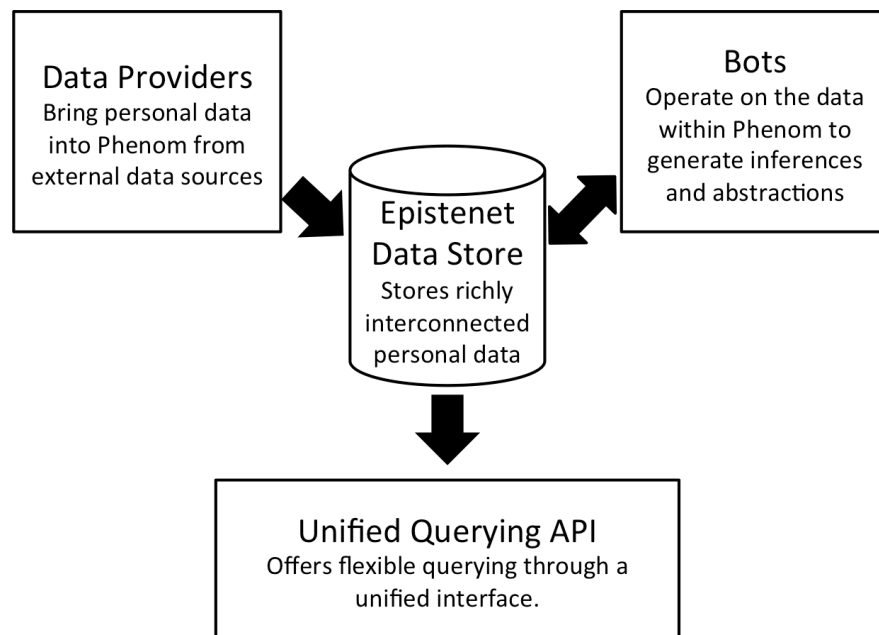 Data Providers
Bring personal data
into Phenom from
external data sources
Bots
Operate on the data
within Phenom to
generate inferences
and abstractions
Epistenet
Data Store
Stores richly
interconnected
personal data
Unified Querying API
Offers flexible querying through a
unified interface.